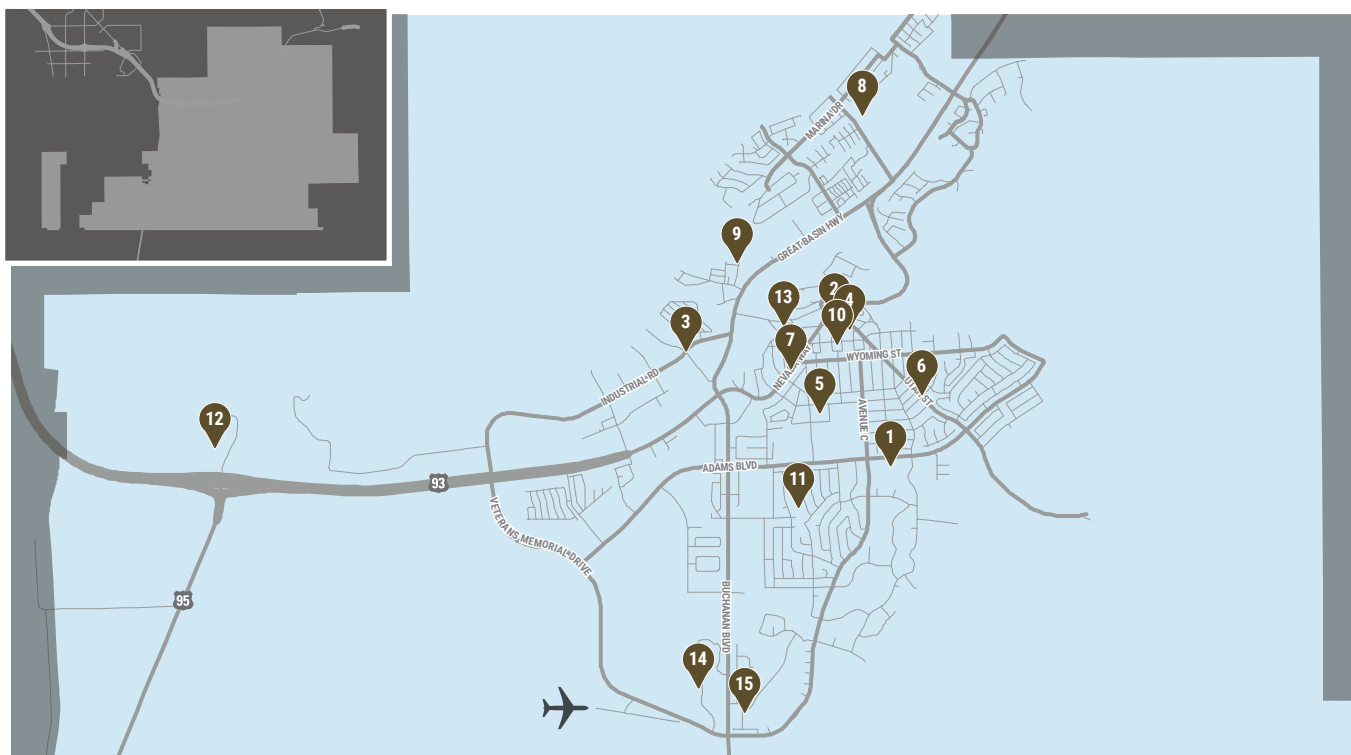 8
MARINA DR
9
GREAT BASIN HWY
2
13
4
10
3
7
WYOMING ST
NEVADA WAY
6
5
INDUSTRIAL RD
UTAH ST
12
AVENUE C
1
ADAMS BLVD
11
93
VETERANS MEMORIAL DRIVE
95
BUCHANAN BLVD
14
15